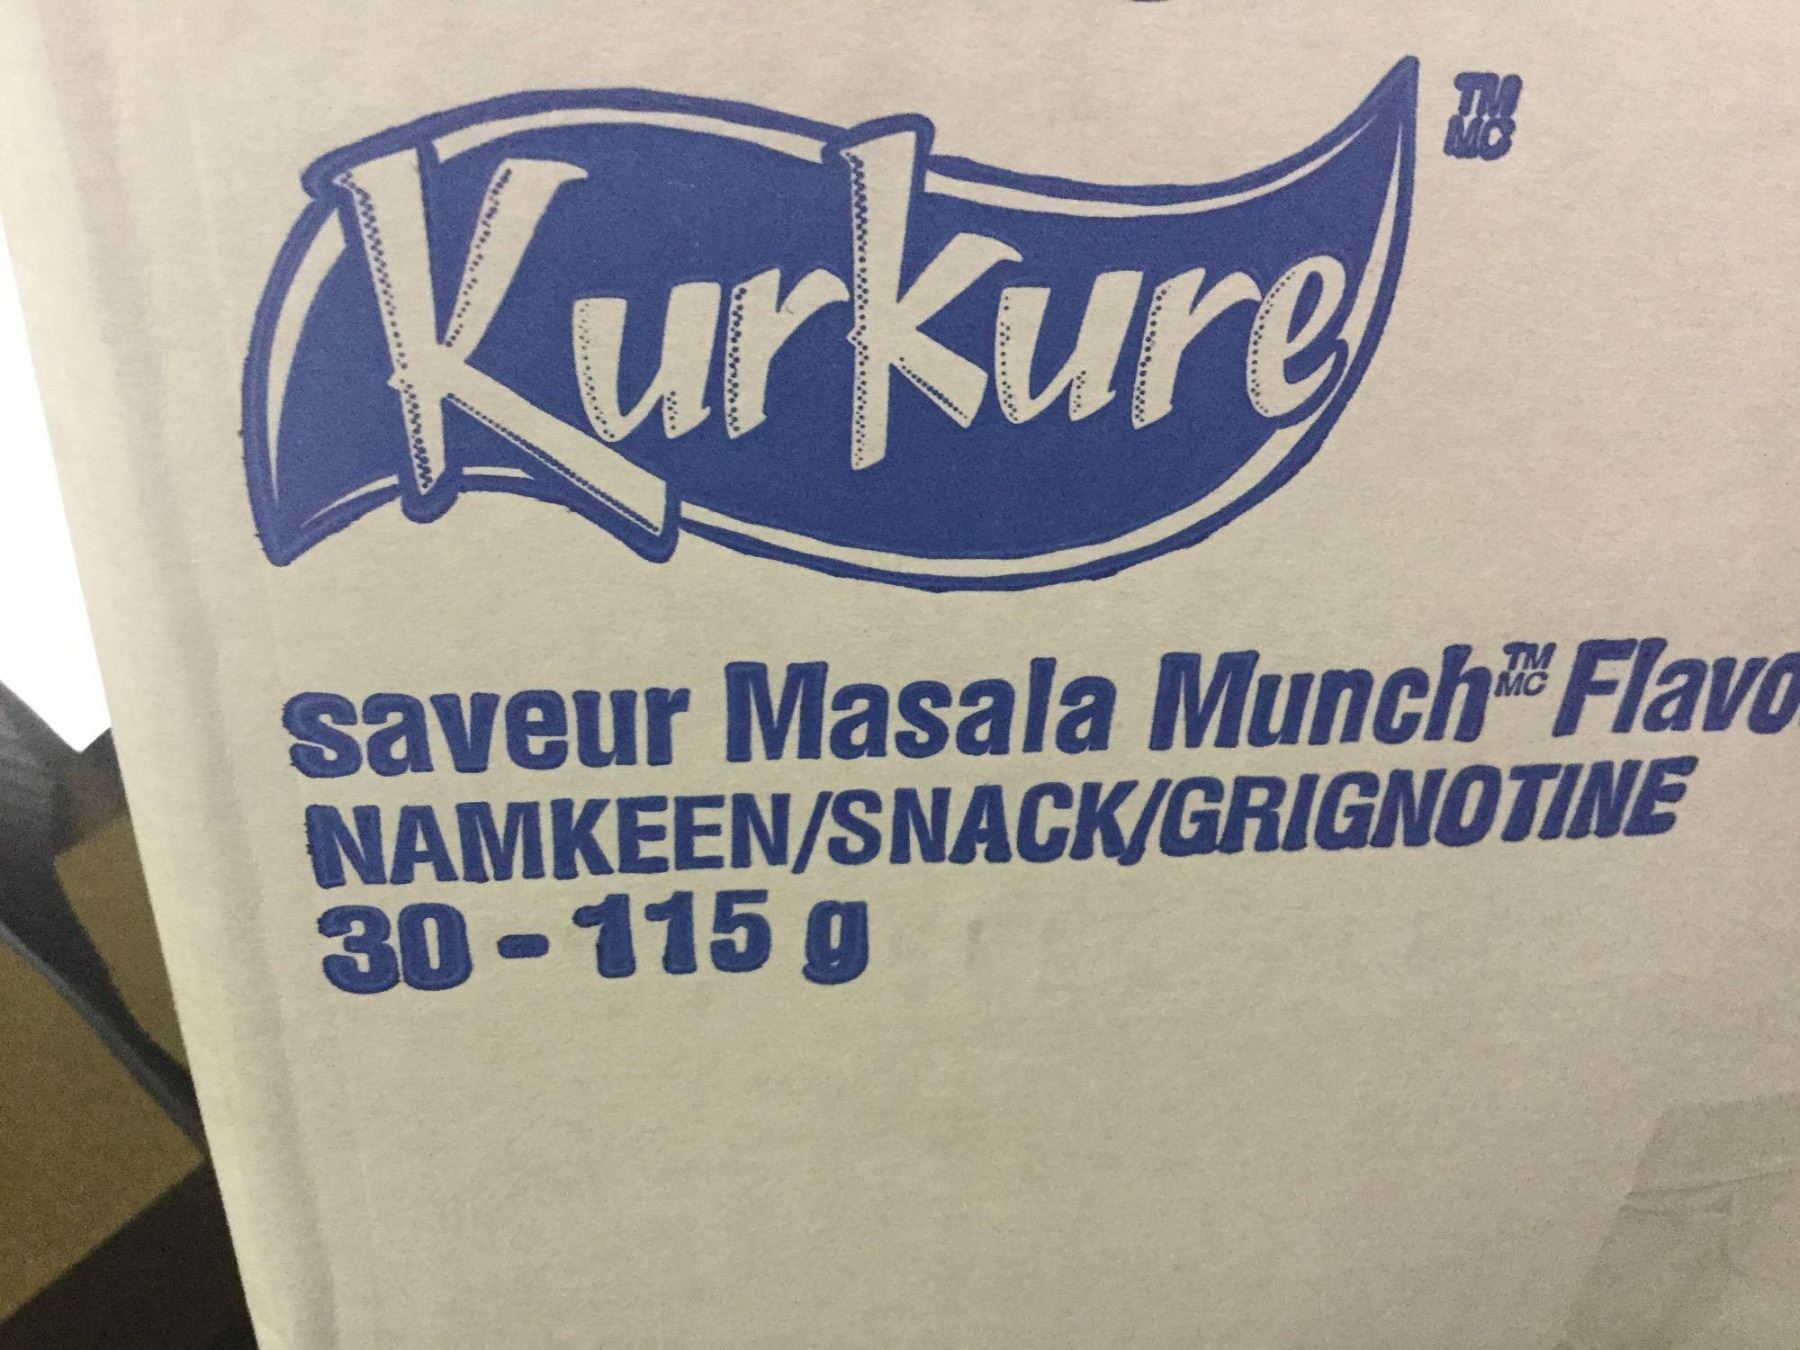 Kurkure
TM
MC
saveur Masala Munch TM MC
NAMKEEN/SNACK/GRIGNOTINE
30 - 115 g